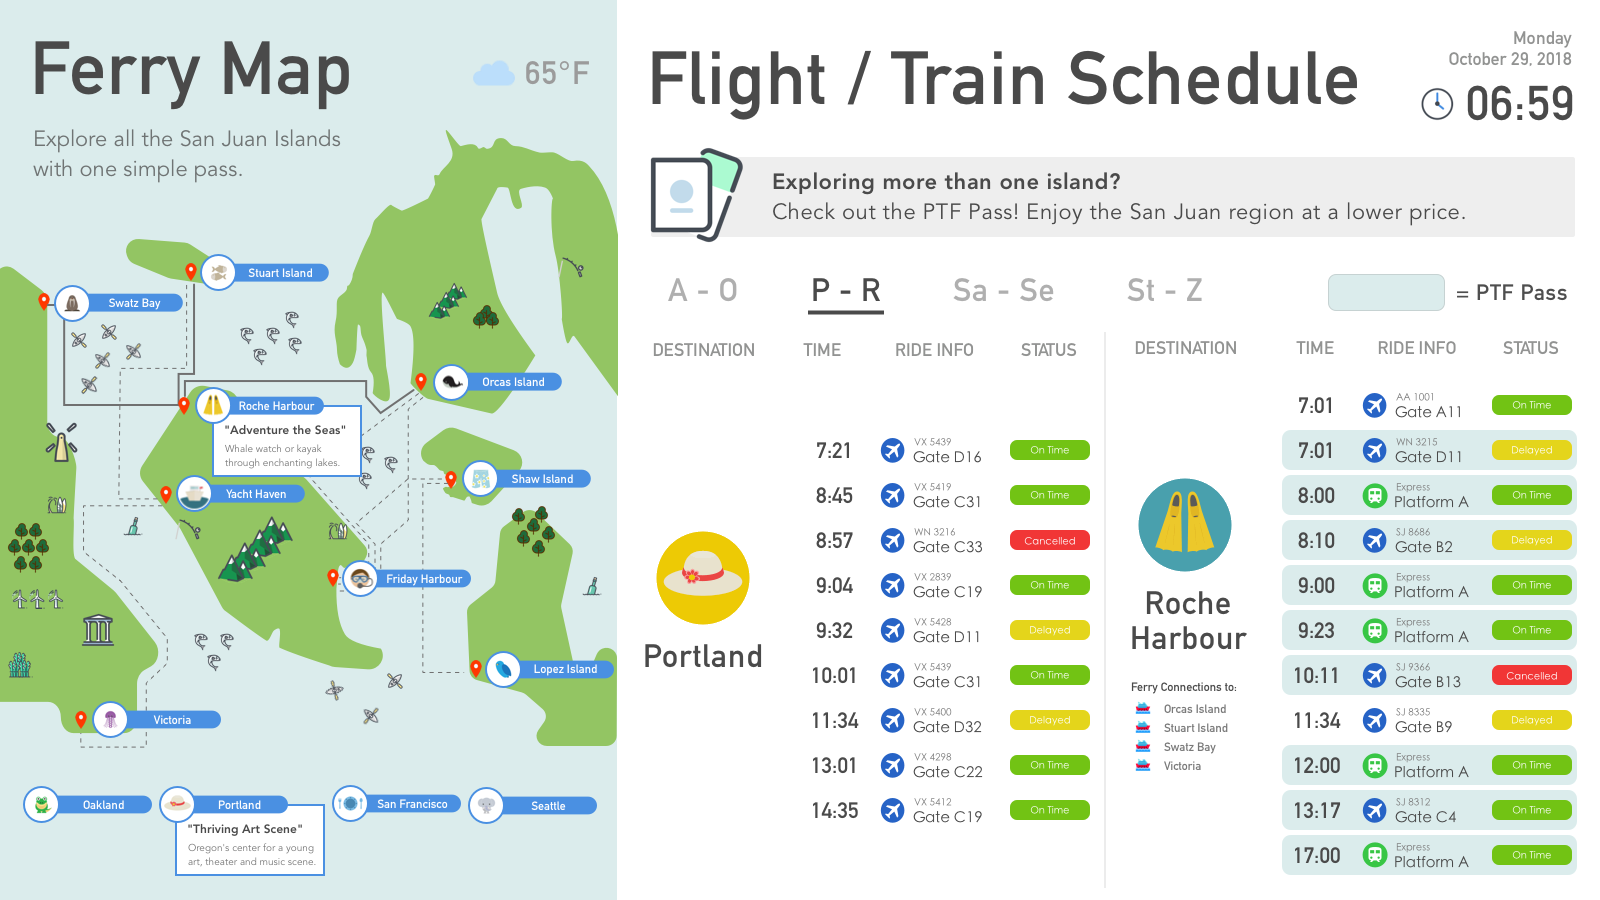 Ferry Map
65°F
Explore all the San Juan Islands
with one simple pass.
Stuart Island
Swatz Bay
Orcas Island
Roche Harbour
"Adventure the Seas"
Whale watch or kayak
through enchanting lakes.
Shaw Island
Yacht Haven
Friday Harbour
Lopez Island
Victoria
Oakland
Portland
San Francisco
Seattle
"Thriving Art Scene"
Oregon's center for a young
art, theater and music scene.
Flight / Train Schedule
Monday
October 29, 2018
06:59
Exploring more than one island?
Check out the PTF Pass! Enjoy the San Juan region at a lower price.
A - O P - R Sa - Se St - Z
= PTF Pass
DESTINATION TIME RIDE INFO STATUS
Portland
7:21 VX 5439 Gate D16 On Time
8:45 VX 5419 Gate C31 On Time
8:57 WN 3216 Gate C33 Cancelled
9:04 VX 2839 Gate C19 On Time
9:32 VX 5428 Gate D11 Delayed
10:01 VX 5439 Gate C31 On Time
11:34 VX 5400 Gate D32 Delayed
13:01 VX 4298 Gate C22 On Time
14:35 VX 5412 Gate C19 On Time
DESTINATION TIME RIDE INFO STATUS
Roche
Harbour
Ferry Connections to:
Orcas Island
Stuart Island
Swatz Bay
Victoria
7:01 AA 1001 Gate A11 On Time
7:01 WN 3215 Gate D11 Delayed
8:00 Express Platform A On Time
8:10 SJ 8686 Gate B2 Delayed
9:00 Express Platform A On Time
9:23 Express Platform A On Time
10:11 SJ 9366 Gate B13 Cancelled
11:34 SJ 8335 Gate B9 Delayed
12:00 Express Platform A On Time
13:17 SJ 8312 Gate C4 On Time
17:00 Express Platform A On Time